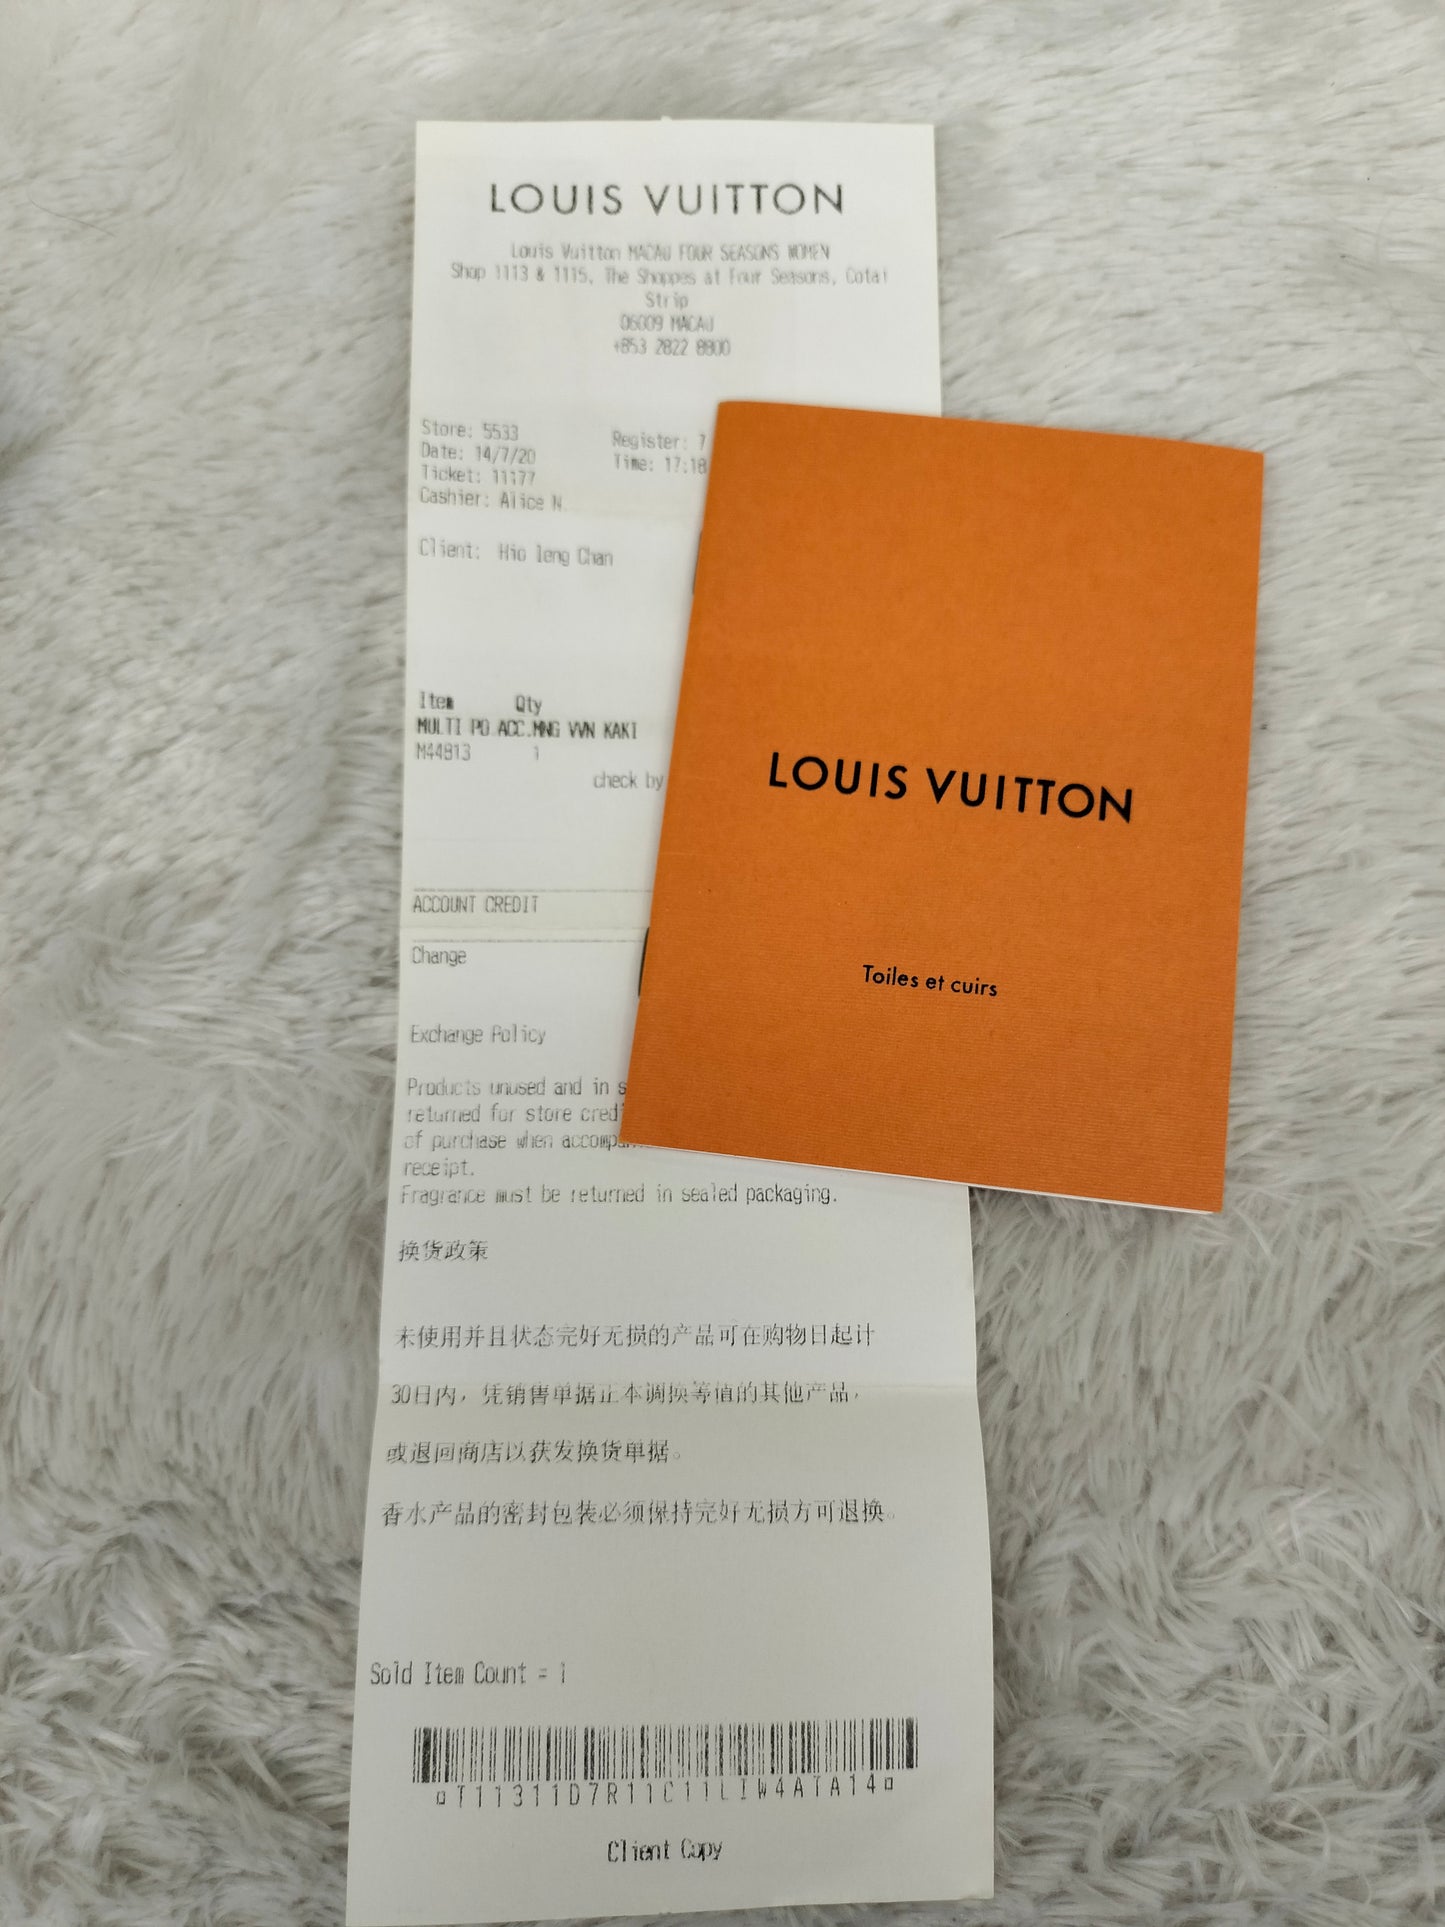 LOUIS VUITTON
Louis Vuitton MACAU FOUR SEASONS WOMEN
Shop 1113 & 1115, The Shoppes at Four Seasons, Cotai
Strip
06009 MACAU
+853 2822 8800
Store: 5533 Register: 7
Date: 14/7/20 Time: 17:18
Ticket: 11177
Cashier: Alice N.
Client: Hio Ieng Chan
Item Qty
MULTI PO.ACC.MNG VVN KAKI
M44813 1
check by
ACCOUNT CREDIT
Change
Exchange Policy
Products unused and in s
returned for store credi
of purchase when accompa
receipt.
Fragrance must be returned in sealed packaging.
换货政策
未使用并且状态完好无损的产品可在购物日起计
30日内，凭销售单据正本调换等值的其他产品，
或退回商店以获发换货单据。
香水产品的密封包装必须保持完好无损方可退换。
Sold Item Count = 1
¤T11311D7R11C11LIW4ATA14¤
Client Copy
LOUIS VUITTON
Toiles et cuirs